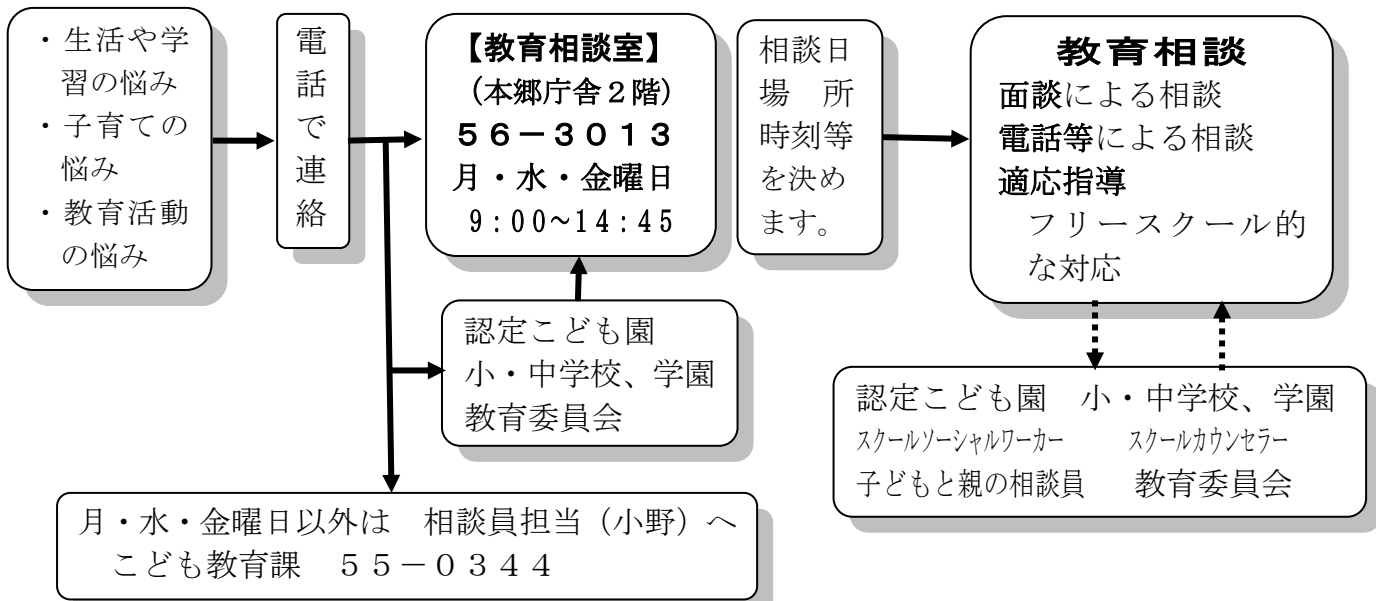 ・生活や学
習の悩み
・子育ての
悩み
・教育活動
の悩み
電話で連絡
【教育相談室】
(本郷庁舎２階)
５６－３０１３
月・水・金曜日
9:00~14:45
相談日
場所
時刻等
を決め
ます。
教育相談
面談による相談
電話等による相談
適応指導
フリースクール的
な対応
認定こども園
小・中学校、学園
教育委員会
認定こども園　小・中学校、学園
スクールソーシャルワーカー　スクールカウンセラー
子どもと親の相談員　教育委員会
月・水・金曜日以外は　相談員担当（小野）へ
こども教育課　５５－０３４４